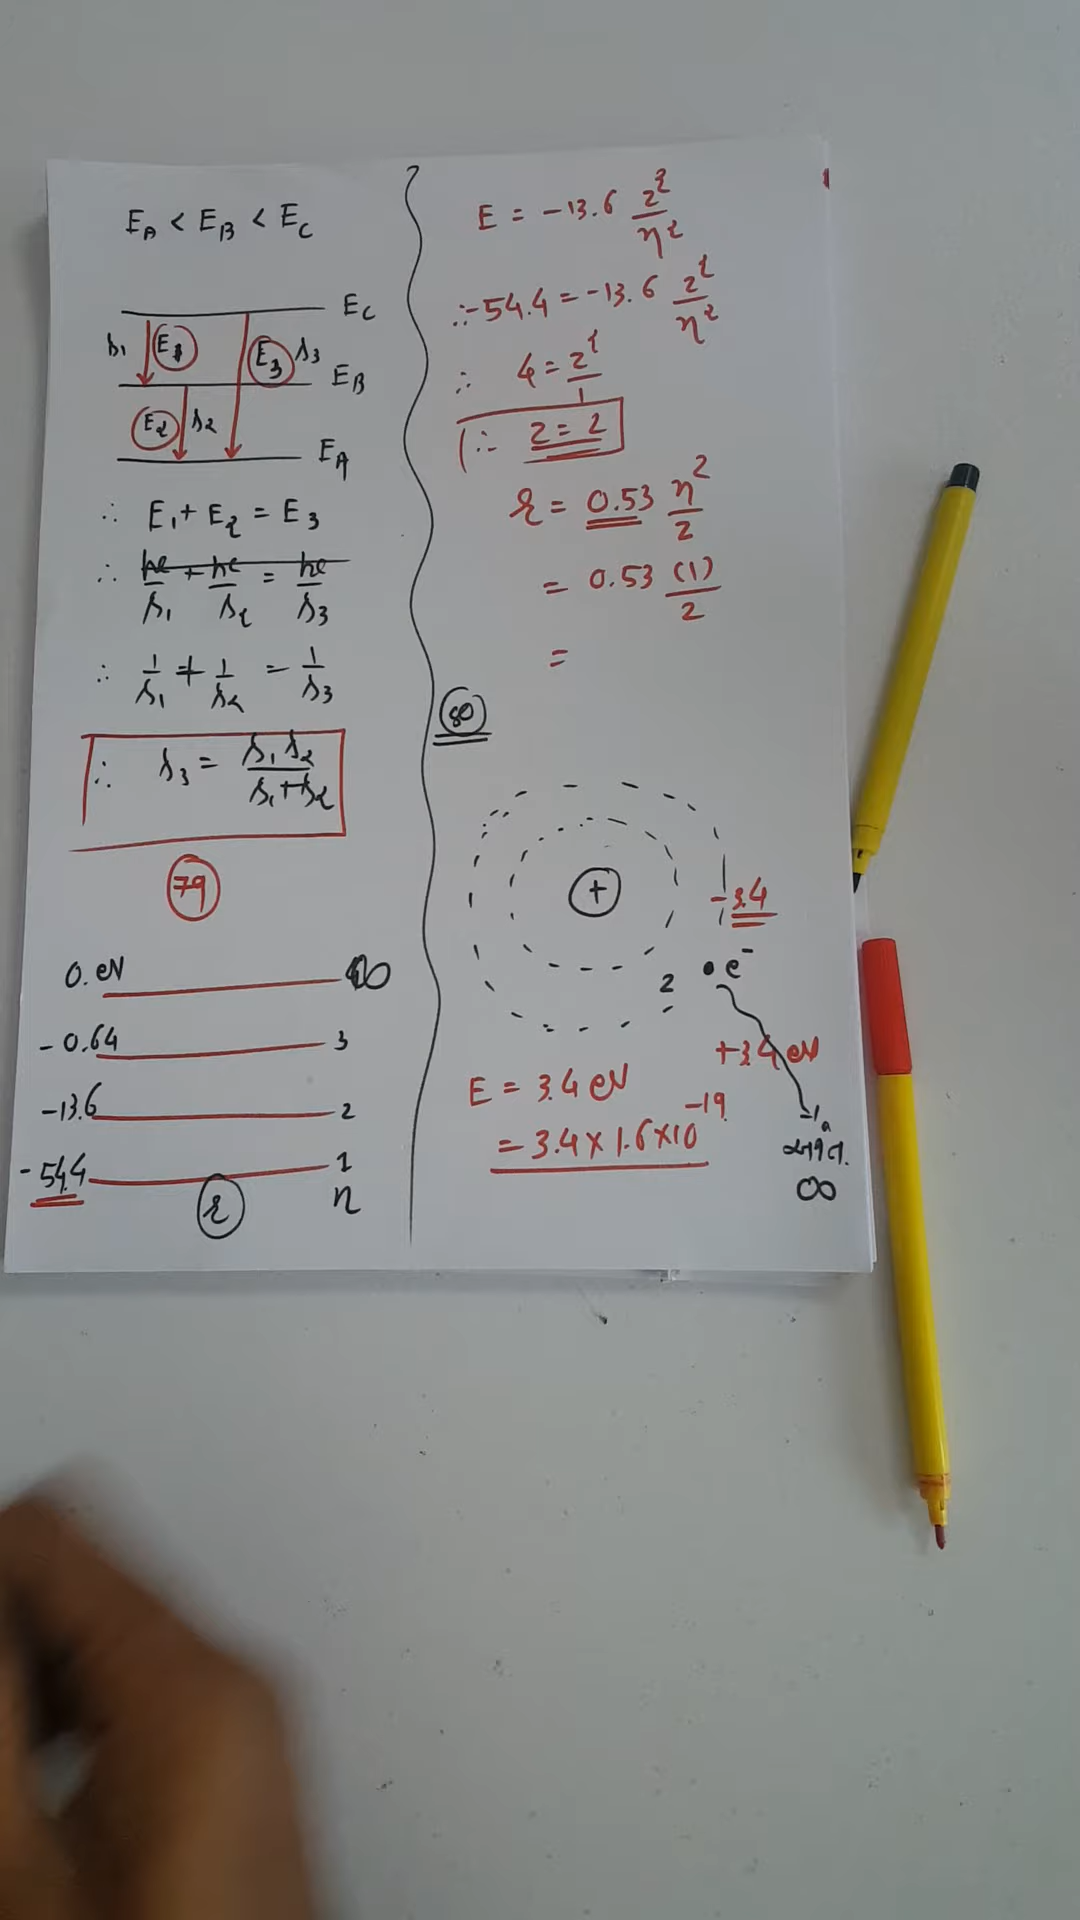 E_A < E_B < E_C
E_C
λ₁ E₁ E₃ λ₃
E_B
E₂ λ₂
E_A
∴ E₁ + E₂ = E₃
∴ hc/λ₁ + hc/λ₂ = hc/λ₃
∴ 1/λ₁ + 1/λ₂ = 1/λ₃
∴ λ₃ = λ₁λ₂/(λ₁+λ₂)
79
0. eV ∞
- 0.64 3
-13.6 2
-54.4 1
r n
E = -13.6 z²/n²
∴ -54.4 = -13.6 z²/n²
∴ 4 = z²/1
∴ z = 2
r = 0.53 n²/z
= 0.53 (1)/2
=
80
+
-3.4
2 • e⁻
+3.4 eV
E = 3.4 eV
= 3.4 × 1.6 × 10⁻¹⁹
∞